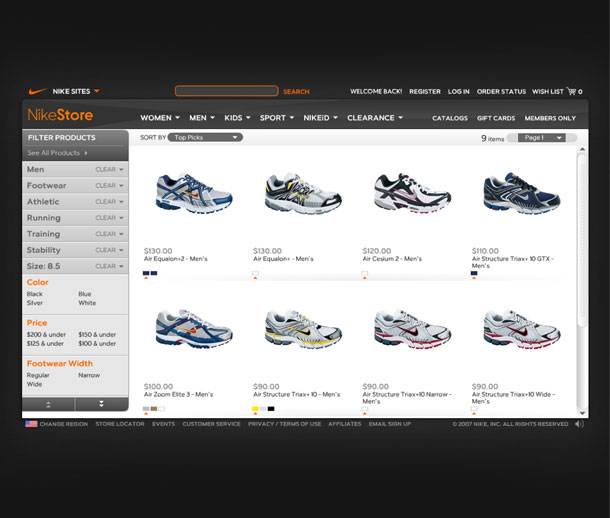 NIKE SITES
SEARCH
WELCOME BACK! REGISTER LOG IN ORDER STATUS WISH LIST 0
NikeStore
WOMEN MEN KIDS SPORT NIKEiD CLEARANCE
CATALOGS GIFT CARDS MEMBERS ONLY
FILTER PRODUCTS
SORT BY Top Picks
9 items Page 1
See All Products
Men CLEAR
Footwear CLEAR
Athletic CLEAR
Running CLEAR
Training CLEAR
Stability CLEAR
Size: 8.5 CLEAR
Color
Black Blue
Silver White
Price
$200 & under $150 & under
$125 & under $100 & under
Footwear Width
Regular Narrow
Wide
$130.00
Air Equalon+2 - Men's
$130.00
Air Equalon+ - Men's
$120.00
Air Cesium 2 - Men's
$110.00
Air Structure Triax+ 10 GTX -
Men's
$100.00
Air Zoom Elite 3 - Men's
$90.00
Air Structure Triax+ 10 - Men's
$90.00
Air Structure Triax+10 Narrow -
Men's
$90.00
Air Structure Triax+10 Wide -
Men's
CHANGE REGION STORE LOCATOR EVENTS CUSTOMER SERVICE PRIVACY / TERMS OF USE AFFILIATES EMAIL SIGN UP
© 2007 NIKE, INC. ALL RIGHTS RESERVED